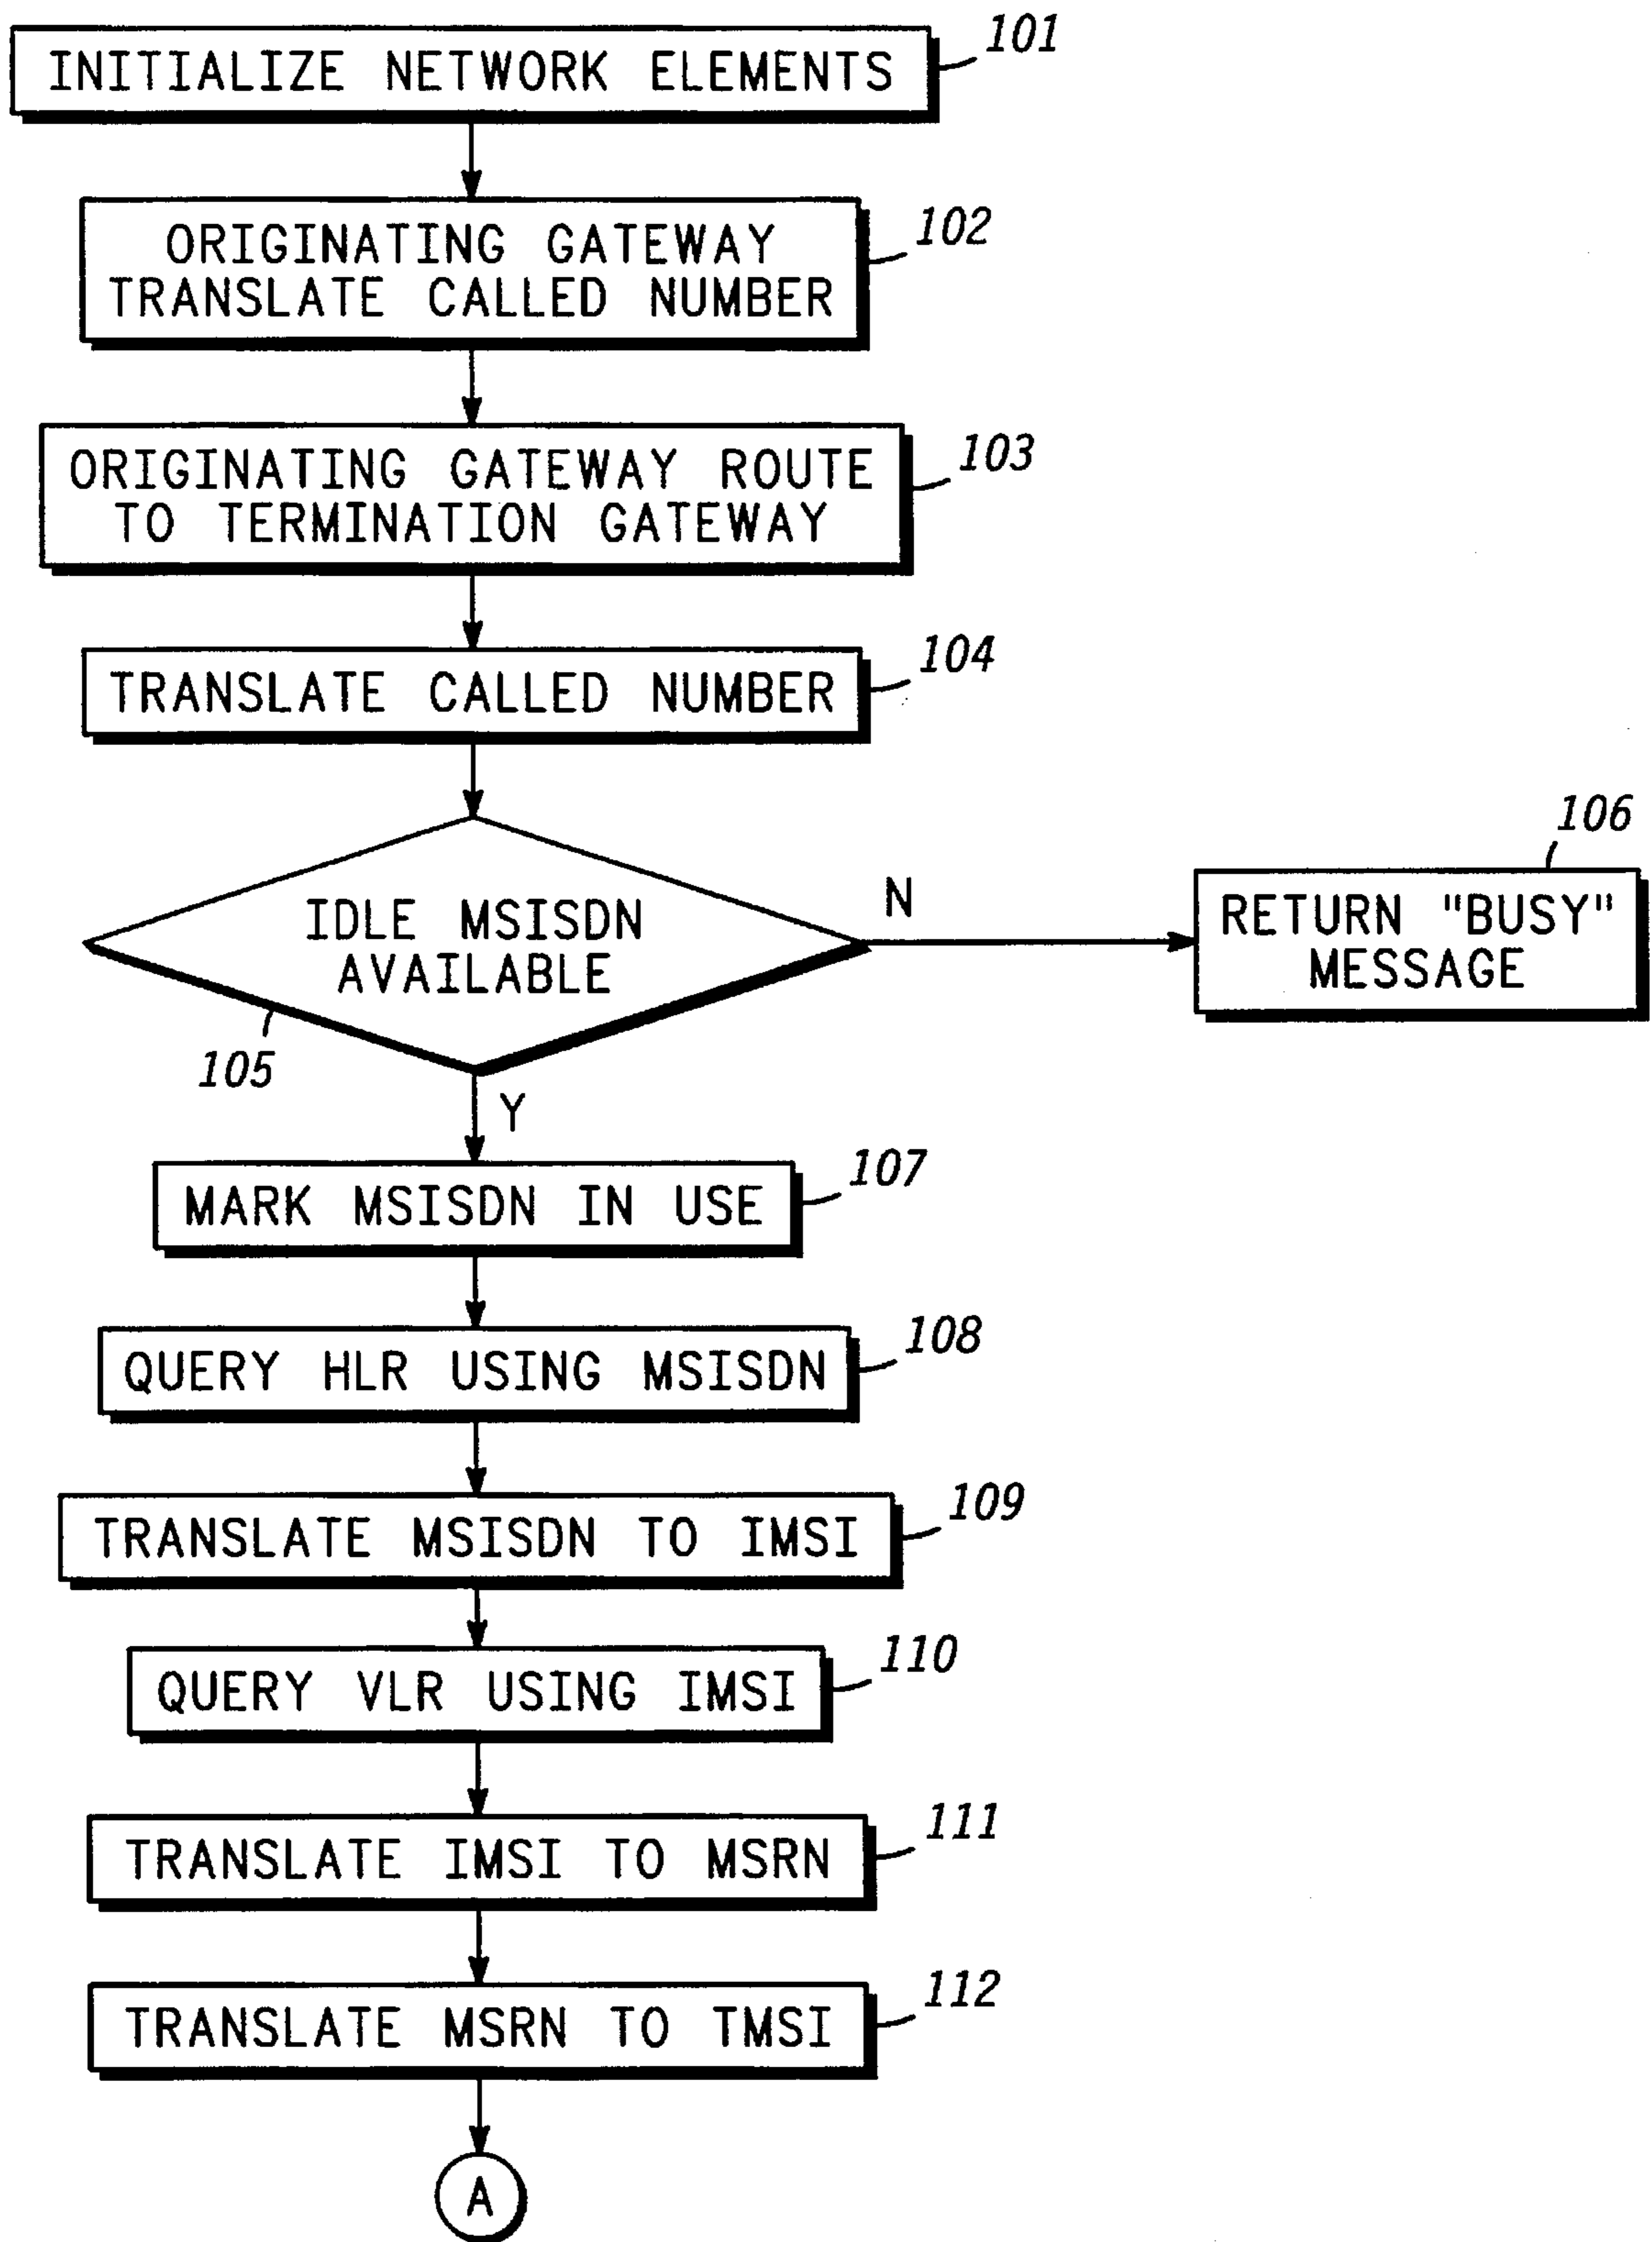 INITIALIZE NETWORK ELEMENTS
101
ORIGINATING GATEWAY
TRANSLATE CALLED NUMBER
102
ORIGINATING GATEWAY ROUTE
TO TERMINATION GATEWAY
103
TRANSLATE CALLED NUMBER
104
IDLE MSISDN
AVAILABLE
105
N
RETURN "BUSY"
MESSAGE
106
Y
MARK MSISDN IN USE
107
QUERY HLR USING MSISDN
108
TRANSLATE MSISDN TO IMSI
109
QUERY VLR USING IMSI
110
TRANSLATE IMSI TO MSRN
111
TRANSLATE MSRN TO TMSI
112
A